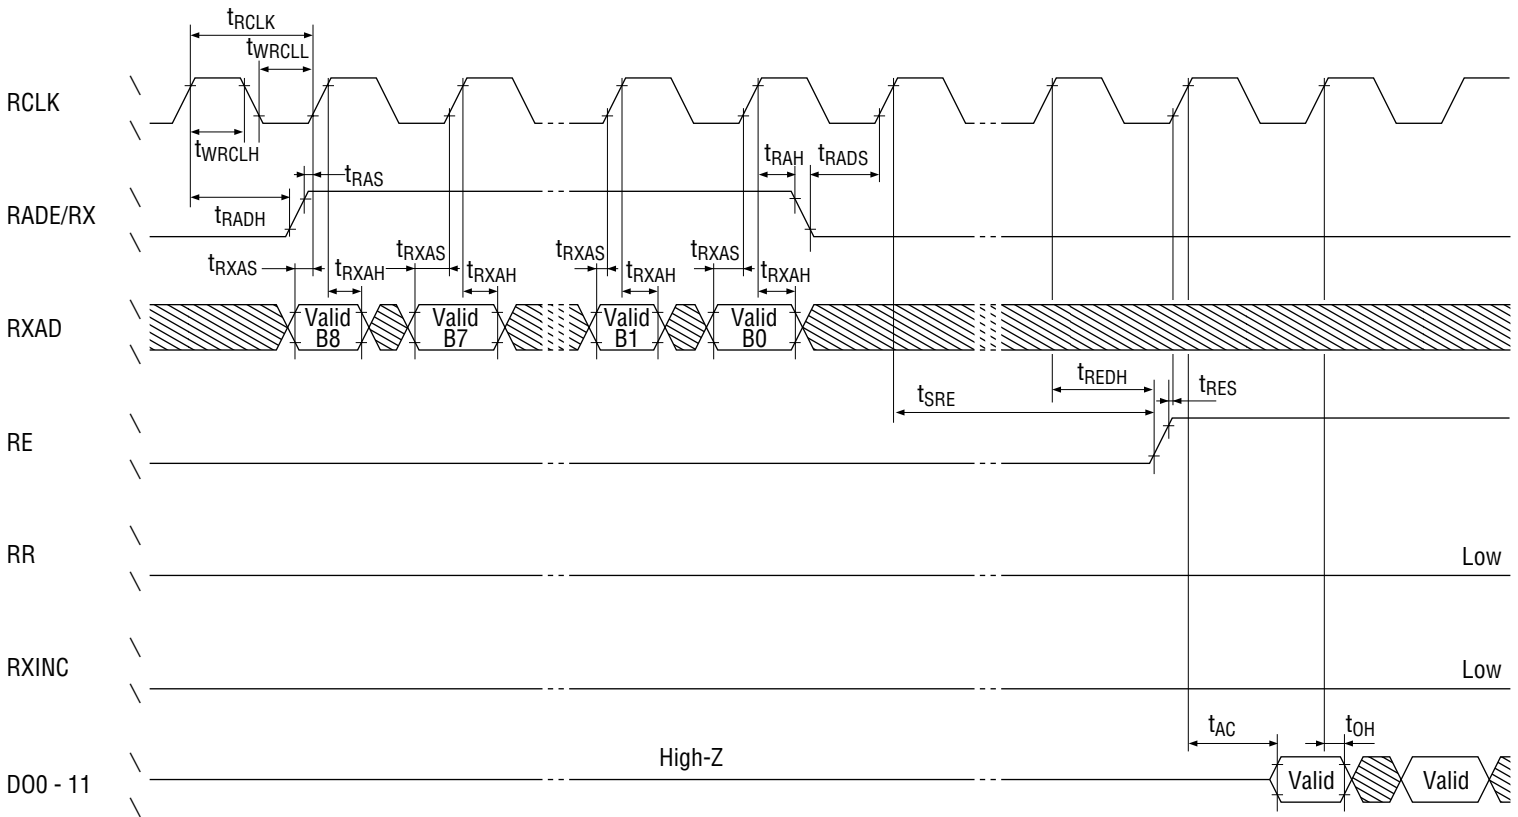 tRCLK
tWRCLL
RCLK
tWRCLH
tRAH
tRADS
tRAS
RADE/RX
tRADH
tRXAS
tRXAH
tRXAS
tRXAH
tRXAS
tRXAH
tRXAS
tRXAH
RXAD
Valid
B8
Valid
B7
Valid
B1
Valid
B0
tREDH
tRES
tSRE
RE
RR
Low
RXINC
Low
tAC
tOH
High-Z
DO0 - 11
Valid
Valid